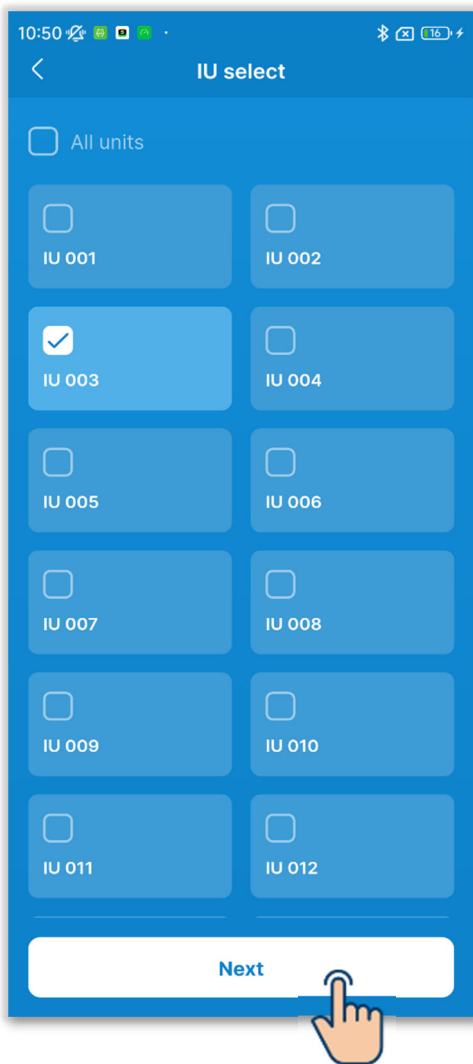 10:50 16
IU select
All units
IU 001 IU 002
IU 003 IU 004
IU 005 IU 006
IU 007 IU 008
IU 009 IU 010
IU 011 IU 012
Next